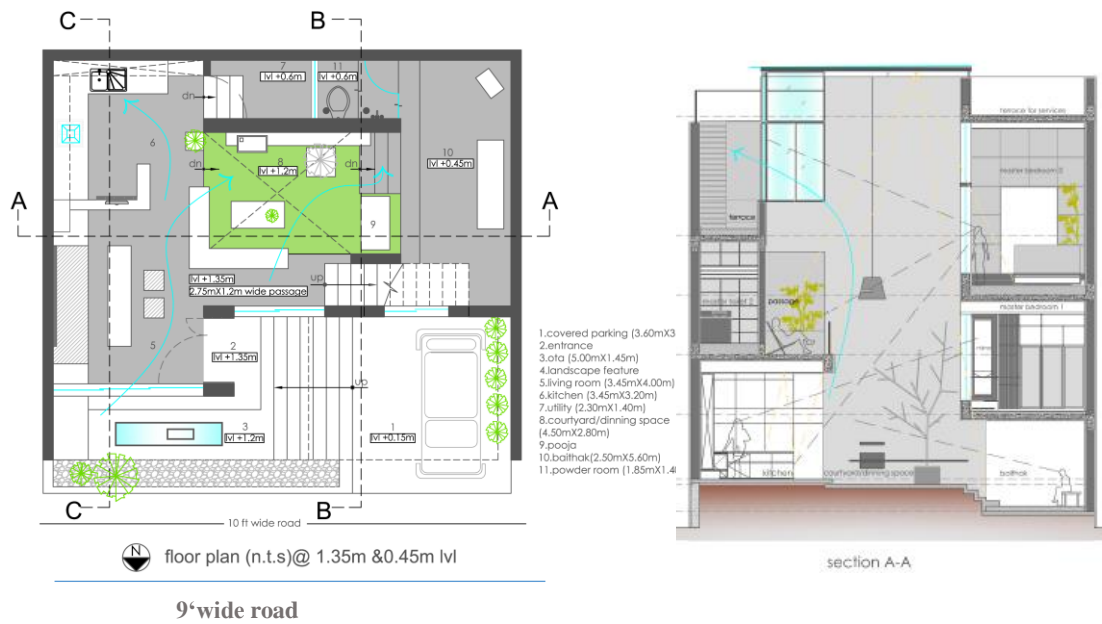 C
B
7
lvl +0.6m
11
lvl +0.6m
dn
6
8
lvl +1.2m
dn
dn
10
lvl +0.45m
A
A
9
lvl +1.35m
2.75mX1.2m wide passage
up
2
lvl +1.35m
5
up
3
lvl +1.2m
1
lvl +0.15m
C
B
10 ft wide road
N
floor plan (n.t.s)@ 1.35m &0.45m lvl
9‘wide road
1.covered parking (3.60mX3
2.entrance
3.ota (5.00mX1.45m)
4.landscape feature
5.living room (3.45mX4.00m)
6.kitchen (3.45mX3.20m)
7.utility (2.30mX1.40m)
8.courtyard/dinning space
(4.50mX2.80m)
9.pooja
10.baithak(2.50mX5.60m)
11.powder room (1.85mX1.4
terrace for services
master bedroom 2
terrace
master toilet 2
passage
master bedroom 1
kitchen
courtyard/dinning space
baithak
section A-A